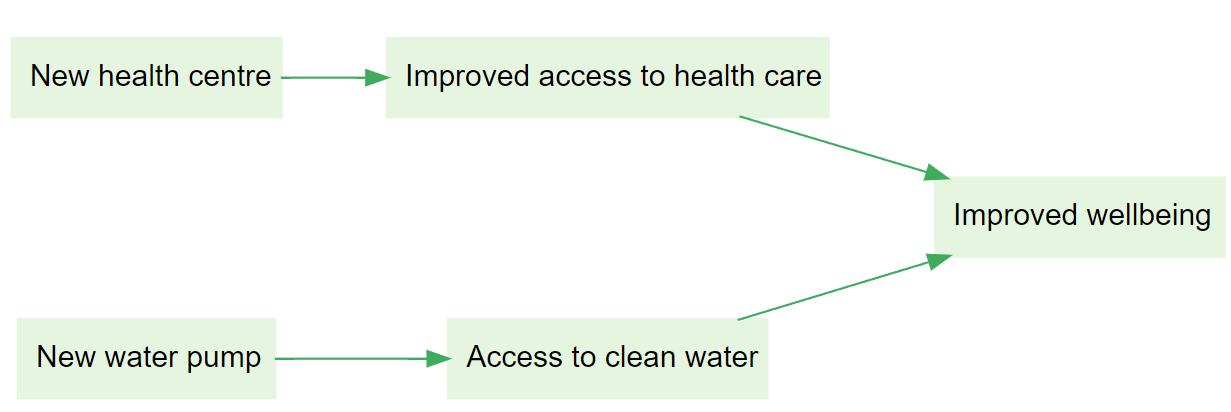 New health centre
Improved access to health care
Improved wellbeing
New water pump
Access to clean water